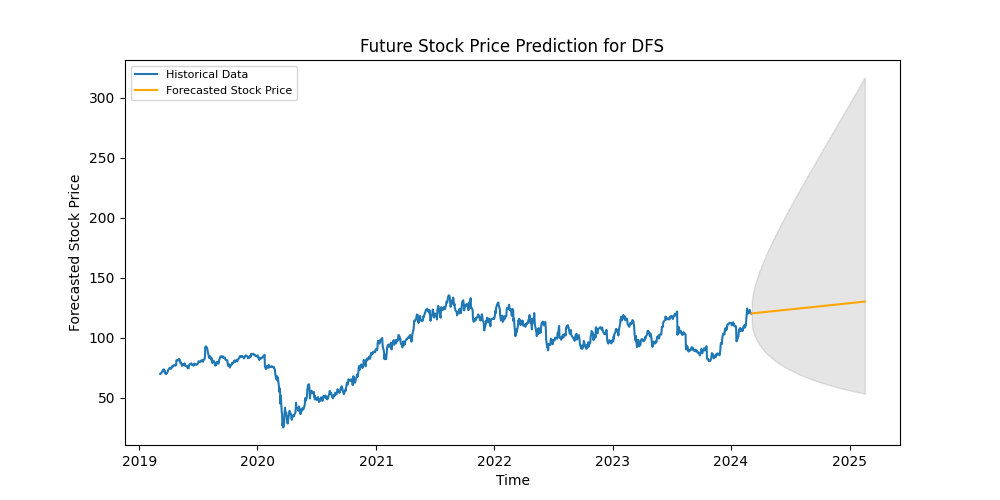 Future Stock Price Prediction for DFS
Historical Data
Forecasted Stock Price
300
250
200
150
100
50
Forecasted Stock Price
2019 2020 2021 2022 2023 2024 2025
Time